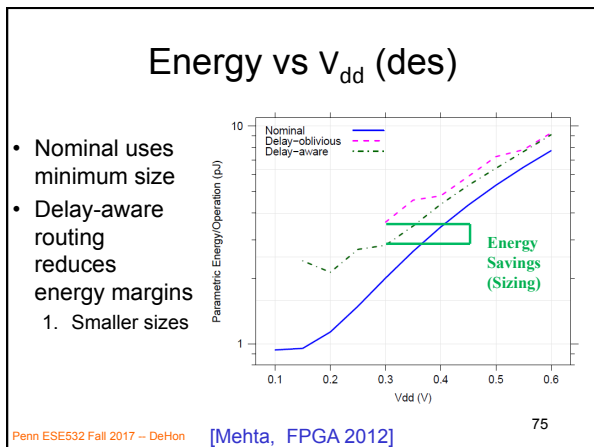 Energy vs Vdd (des)
• Nominal uses
minimum size
• Delay-aware
routing
reduces
energy margins
1. Smaller sizes
10
1
Parametric Energy/Operation (pJ)
Nominal
Delay-oblivious
Delay-aware
Energy
Savings
(Sizing)
0.1 0.2 0.3 0.4 0.5 0.6
Vdd (V)
Penn ESE532 Fall 2017 -- DeHon
[Mehta, FPGA 2012]
75